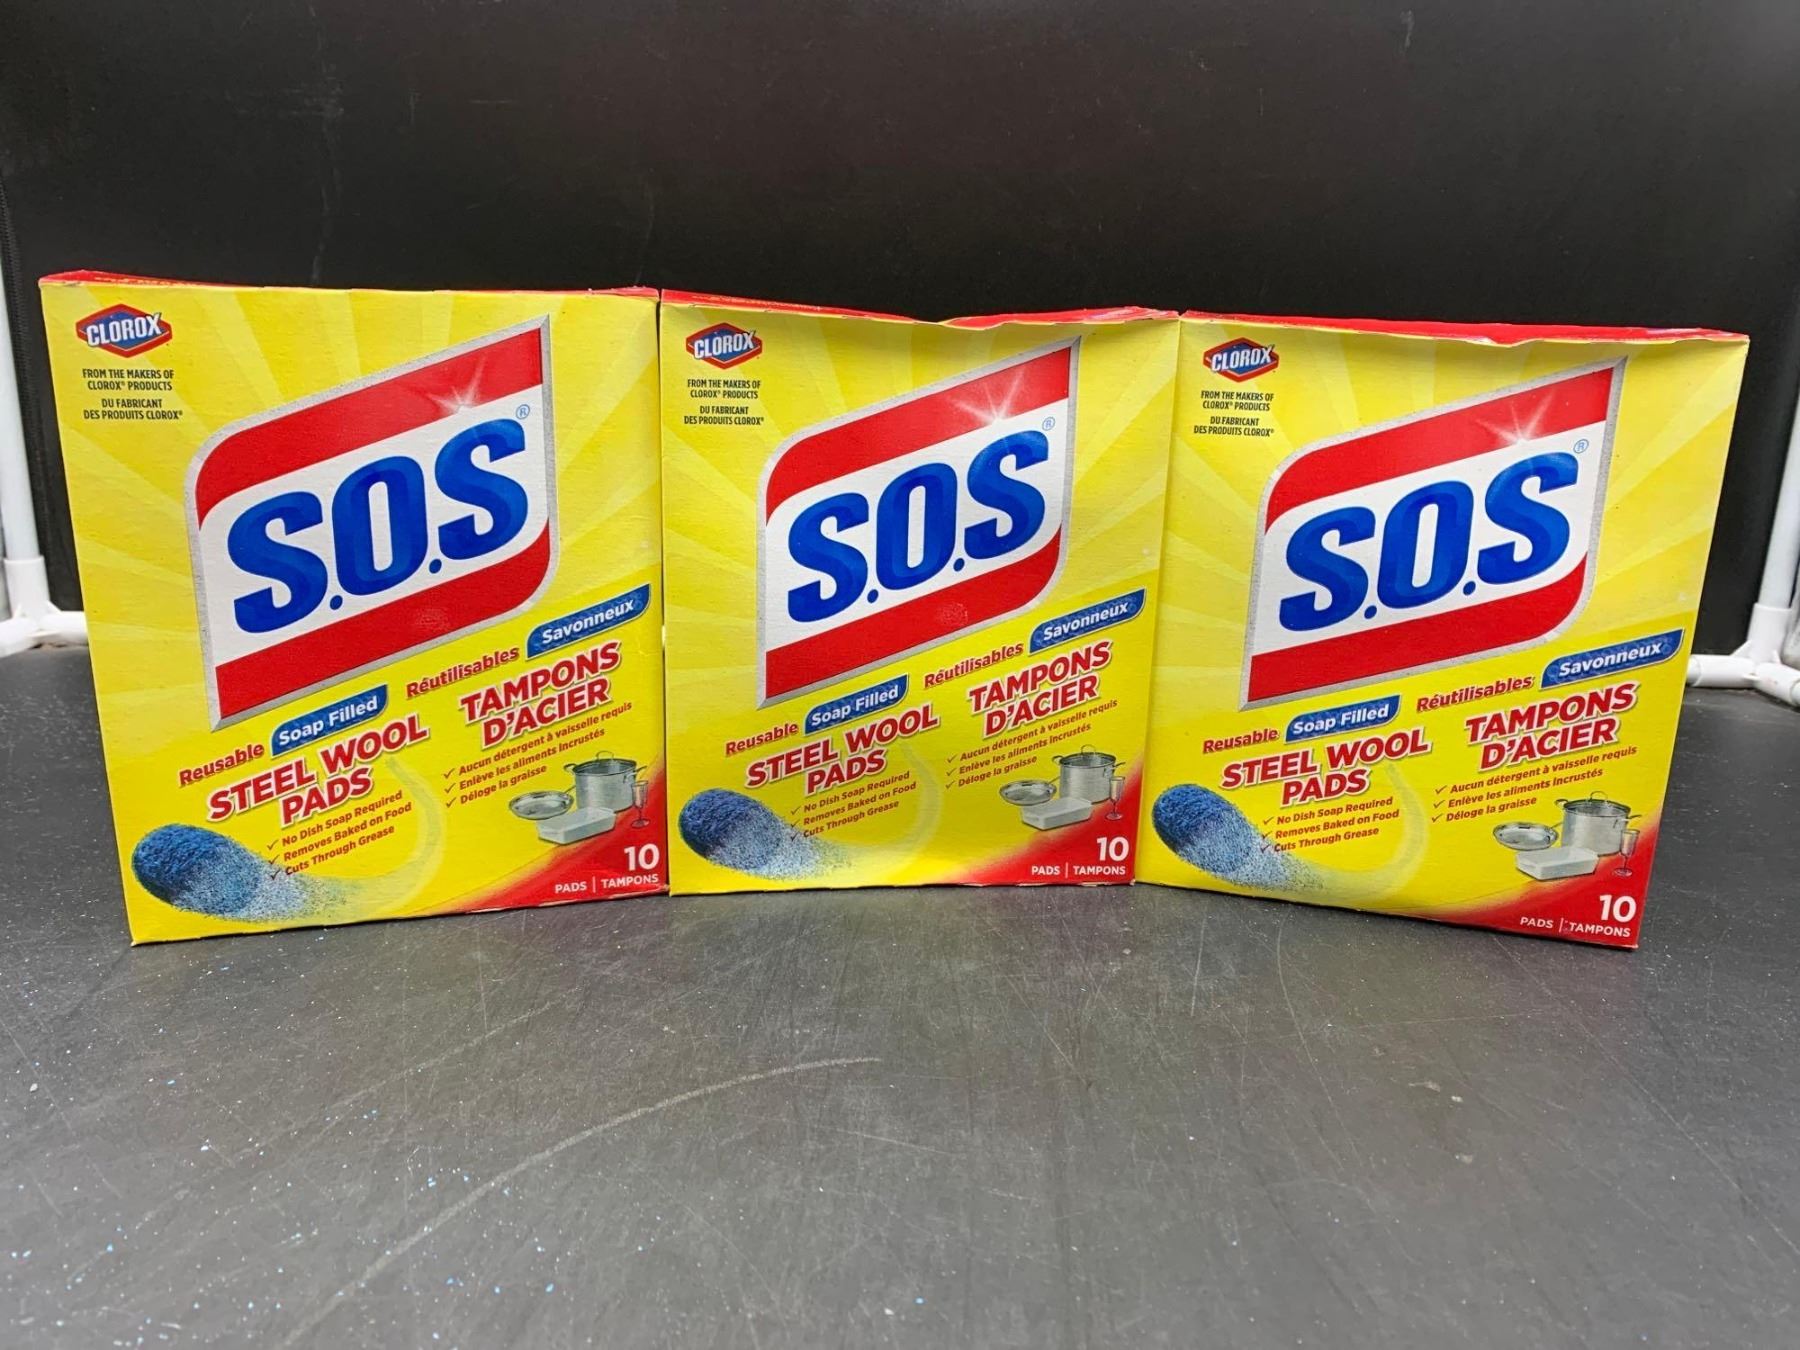 CLOROX
FROM THE MAKERS OF
CLOROX® PRODUCTS
DU FABRICANT
DES PRODUITS CLOROX®
S.O.S®
Reusable Soap Filled
STEEL WOOL
PADS
✓ No Dish Soap Required
✓ Removes Baked on Food
✓ Cuts Through Grease
Réutilisables Savonneux
TAMPONS
D'ACIER
✓ Aucun détergent à vaisselle requis
✓ Enlève les aliments incrustés
✓ Déloge la graisse
10
PADS | TAMPONS
CLOROX
FROM THE MAKERS OF
CLOROX® PRODUCTS
DU FABRICANT
DES PRODUITS CLOROX®
S.O.S®
Reusable Soap Filled
STEEL WOOL
PADS
✓ No Dish Soap Required
✓ Removes Baked on Food
✓ Cuts Through Grease
Réutilisables Savonneux
TAMPONS
D'ACIER
✓ Aucun détergent à vaisselle requis
✓ Enlève les aliments incrustés
✓ Déloge la graisse
10
PADS | TAMPONS
CLOROX
FROM THE MAKERS OF
CLOROX® PRODUCTS
DU FABRICANT
DES PRODUITS CLOROX®
S.O.S®
Reusable Soap Filled
STEEL WOOL
PADS
✓ No Dish Soap Required
✓ Removes Baked on Food
✓ Cuts Through Grease
Réutilisables Savonneux
TAMPONS
D'ACIER
✓ Aucun détergent à vaisselle requis
✓ Enlève les aliments incrustés
✓ Déloge la graisse
10
PADS | TAMPONS